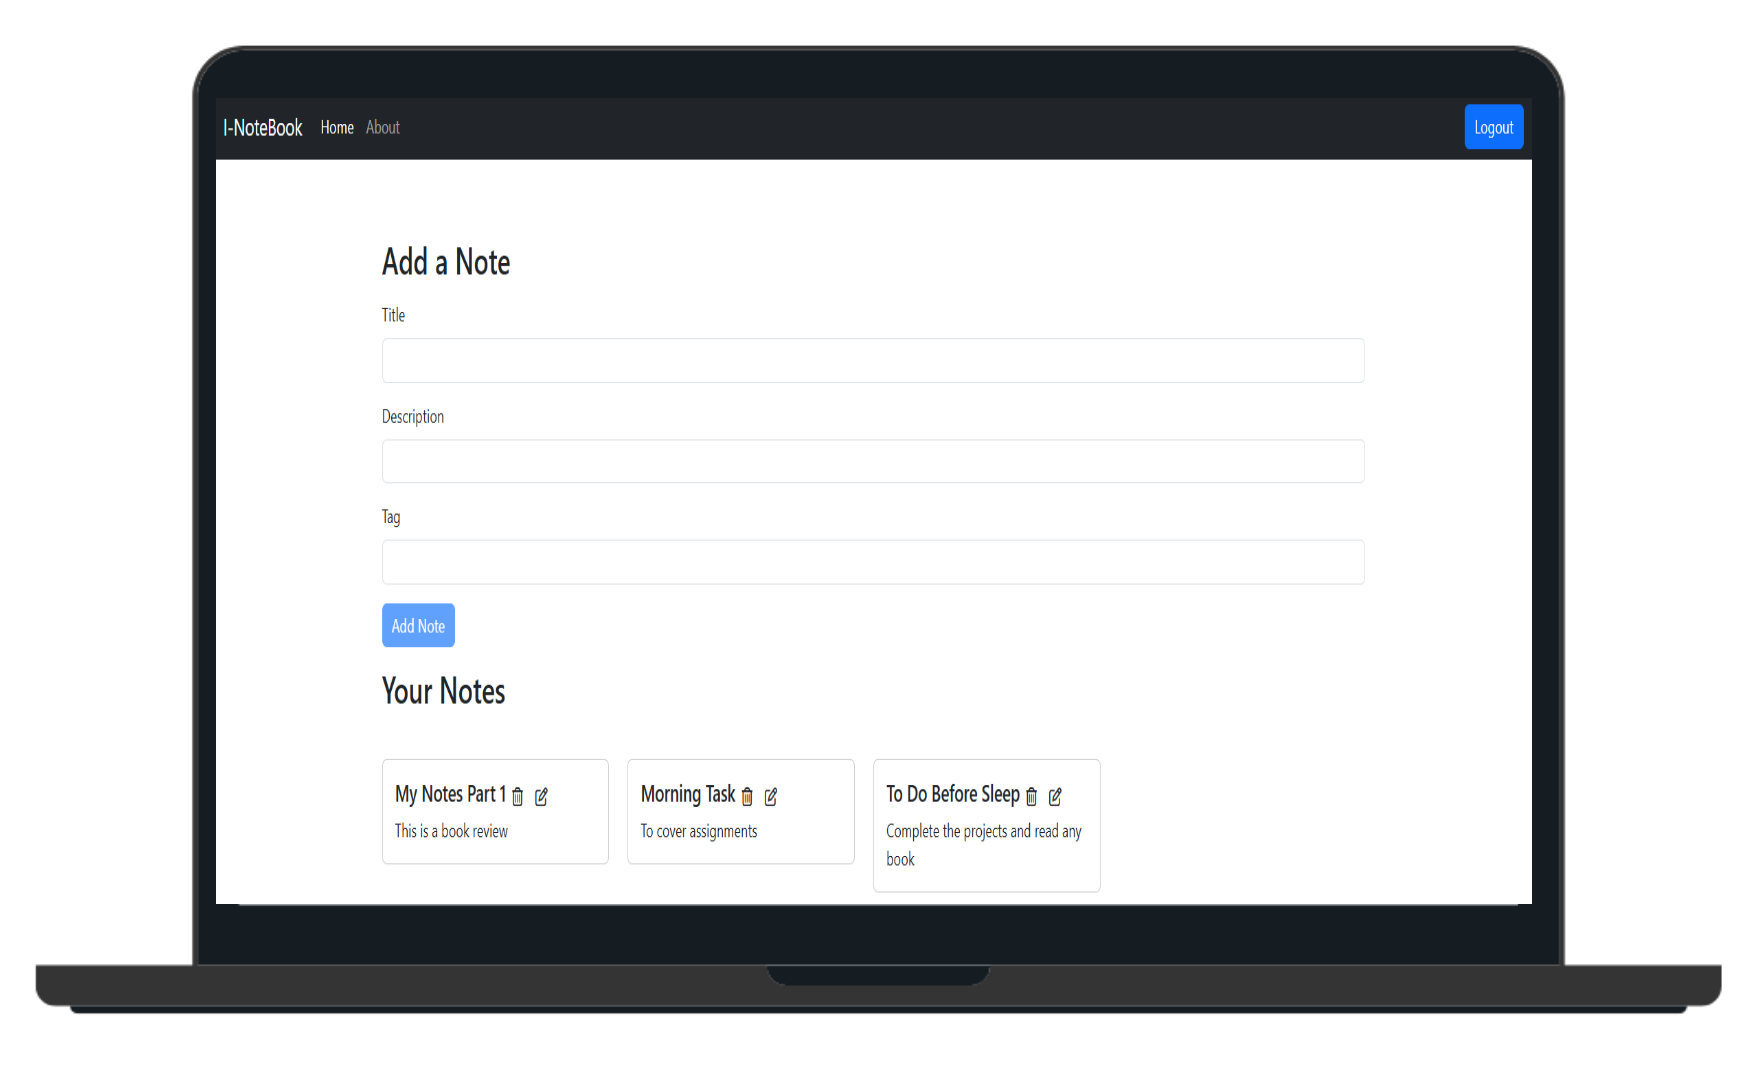 I-NoteBook Home About Logout
Add a Note
Title
Description
Tag
Add Note
Your Notes
My Notes Part 1
This is a book review
Morning Task
To cover assignments
To Do Before Sleep
Complete the projects and read any
book